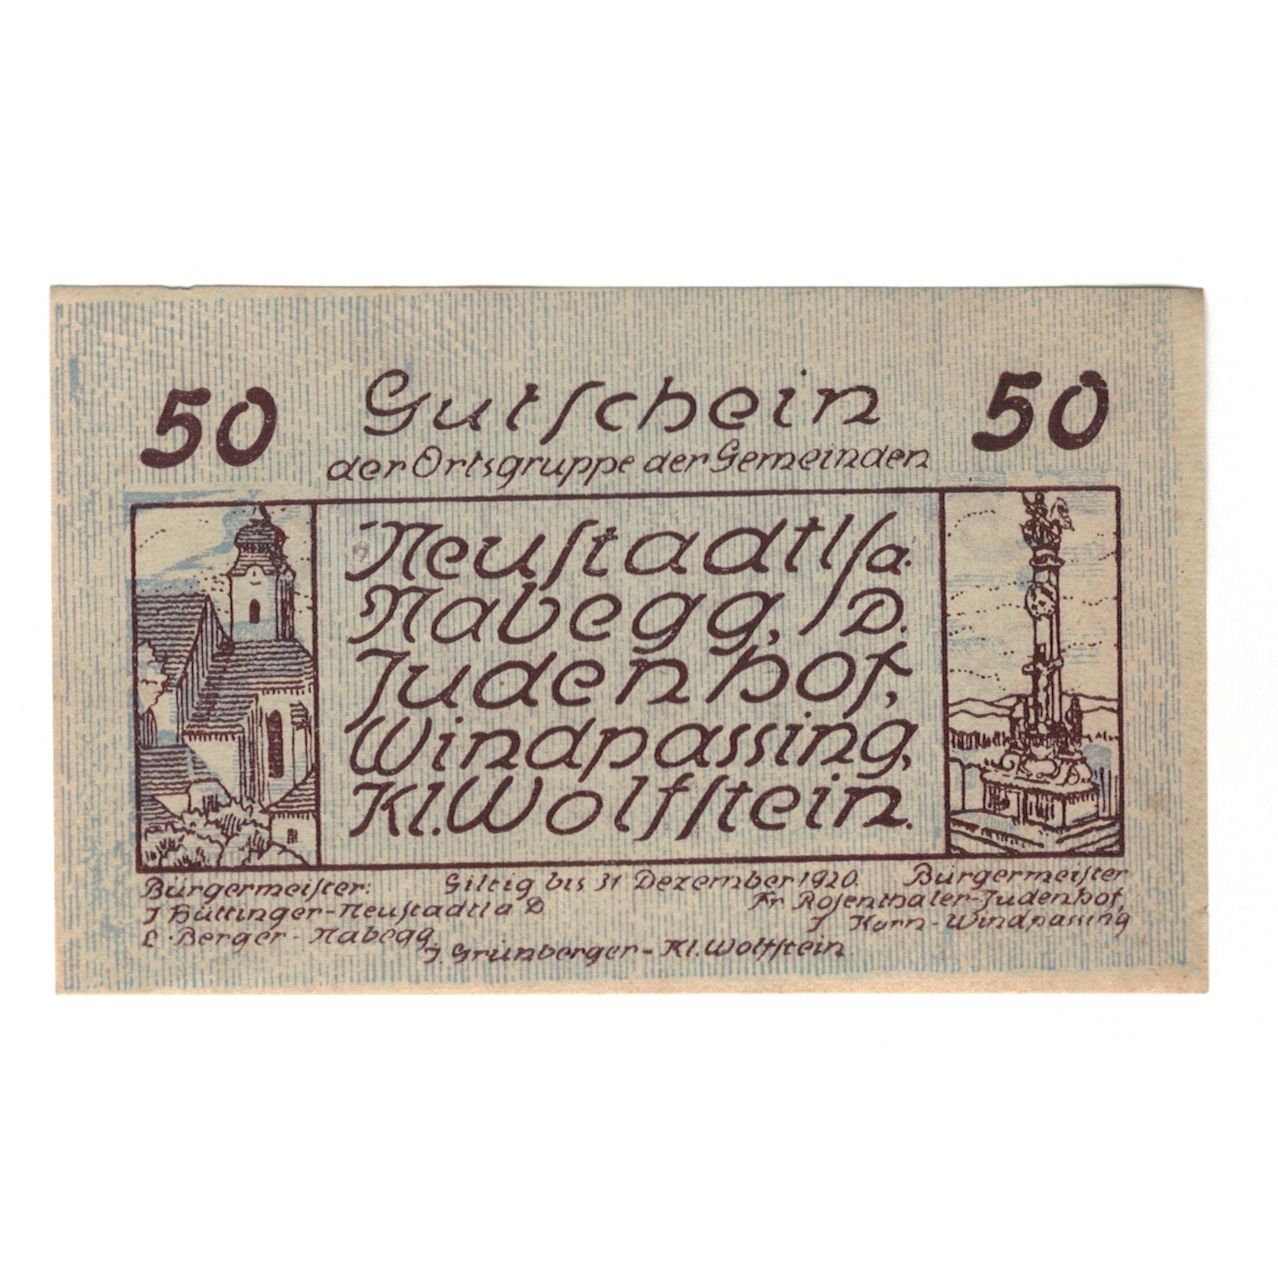 50 Gutſchein 50
der Ortsgruppe der Gemeinden
Neuſtadtl/a.
Nabegg, /D.
Judenhof,
Windpaſſing,
Kl. Wolfſtein.
Bürgermeiſter: Giltig bis 31 Dezember 1920. Bürgermeiſter
J Hüttinger-Neuſtadtl a D. Fr Roſenthaler-Judenhof,
L. Berger - Nabegg, J Korn-Windpaſſing
J. Grünberger - Kl. Wolfſtein